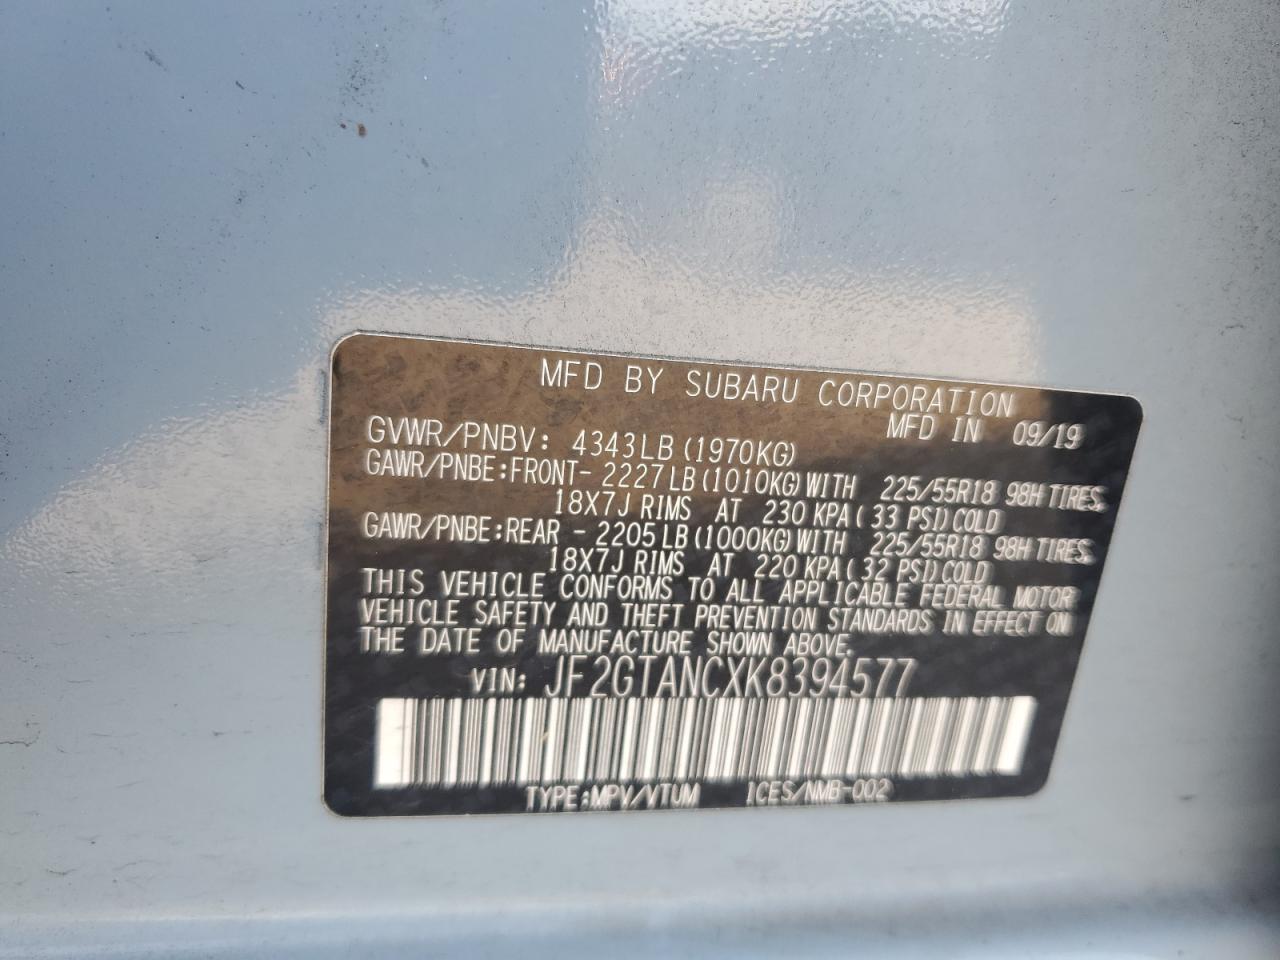 MFD BY SUBARU CORPORATION
GVWR/PNBV: 4343LB(1970KG) MFD IN 09/19
GAWR/PNBE:FRONT- 2227LB(1010KG)WITH 225/55R18 98H TIRES,
18X7J RIMS AT 230 KPA(33 PSI)COLD
GAWR/PNBE:REAR - 2205LB(1000KG)WITH 225/55R18 98H TIRES,
18X7J RIMS AT 220 KPA(32 PSI)COLD
THIS VEHICLE CONFORMS TO ALL APPLICABLE FEDERAL MOTOR
VEHICLE SAFETY AND THEFT PREVENTION STANDARDS IN EFFECT ON
THE DATE OF MANUFACTURE SHOWN ABOVE.
VIN: JF2GTANCXK8394577
TYPE:MPV/VTUM ICES/NMB-002